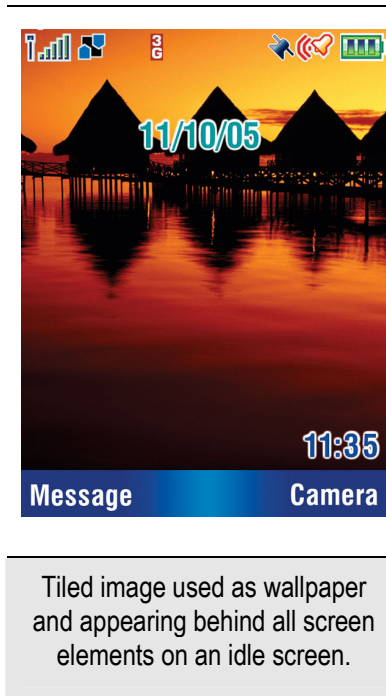 3G
11/10/05
11:35
Message Camera
Tiled image used as wallpaper
and appearing behind all screen
elements on an idle screen.